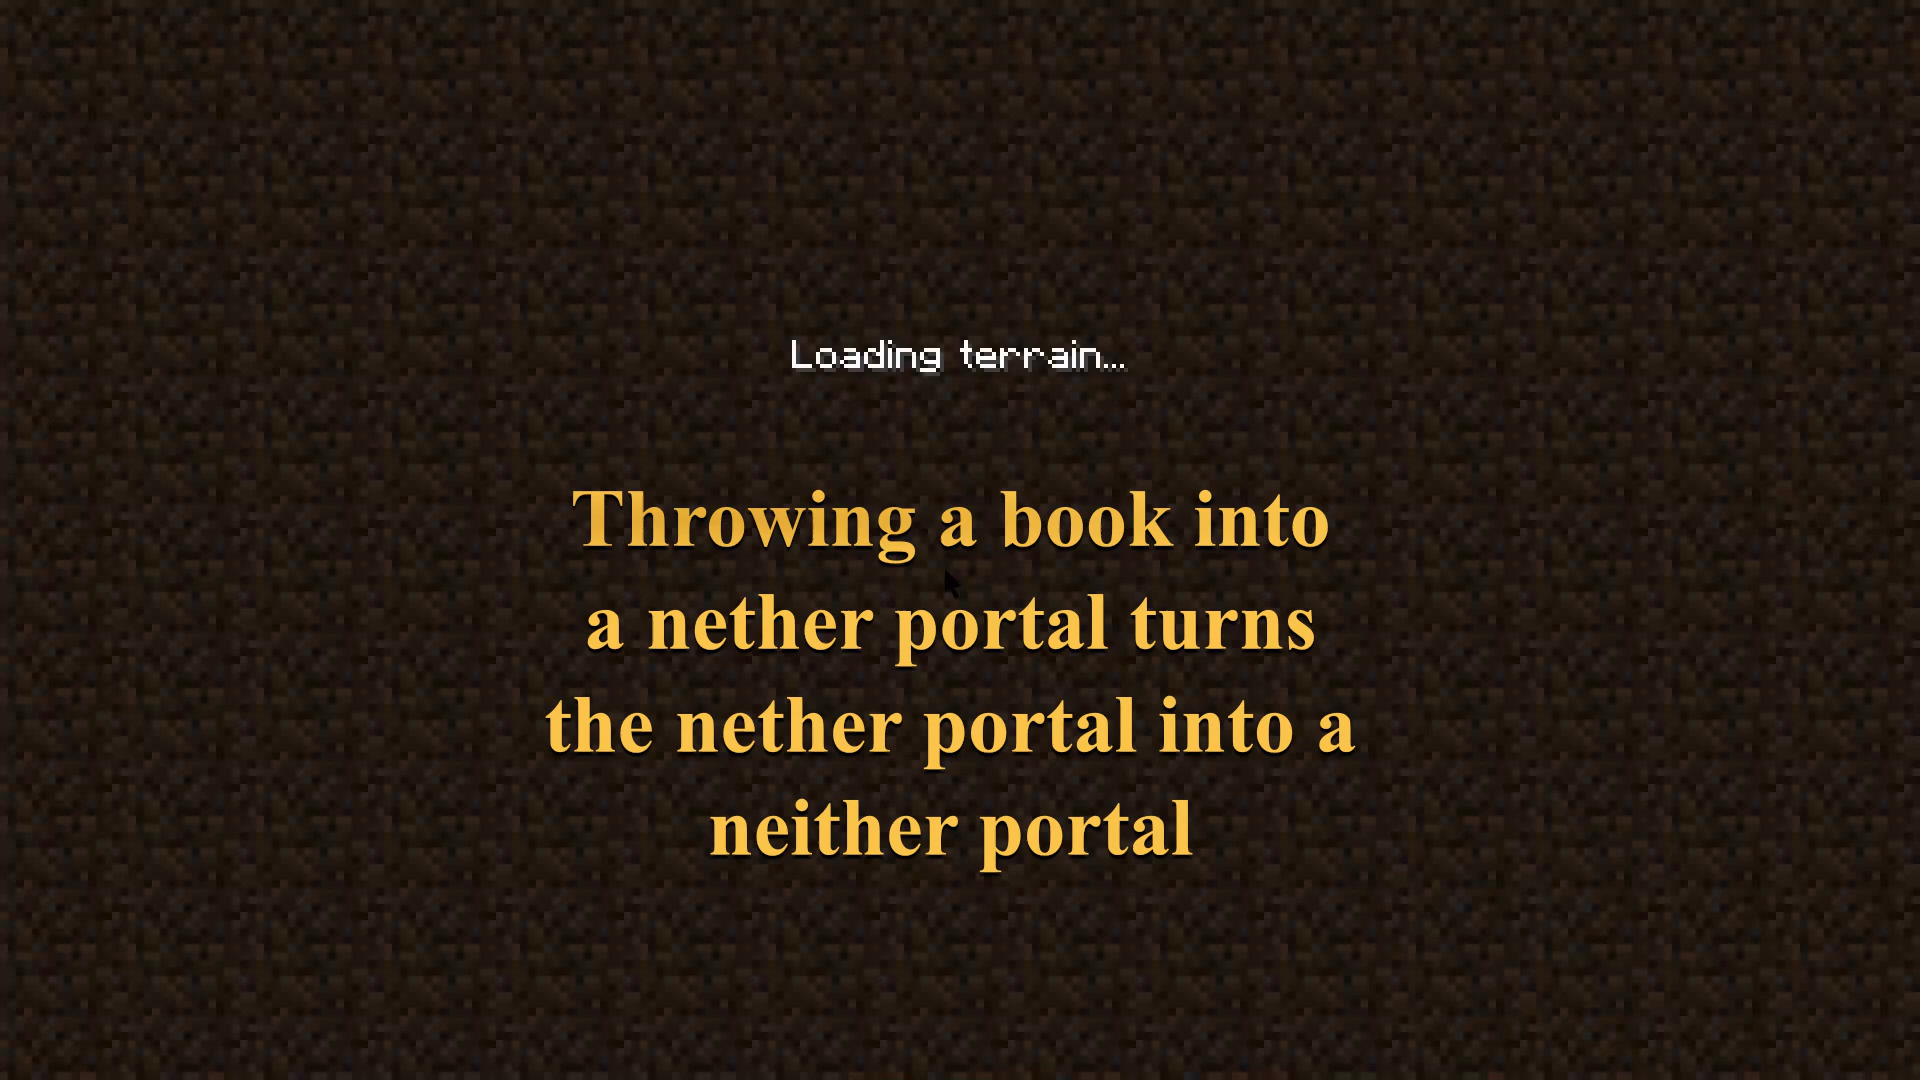 Loading terrain...
Throwing a book into
a nether portal turns
the nether portal into a
neither portal